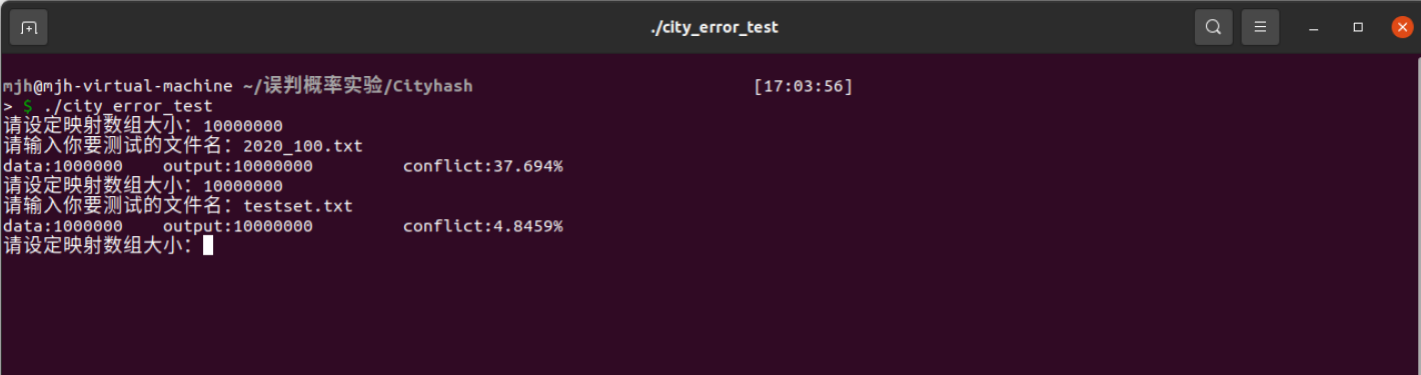 ./city_error_test
mjh@mjh-virtual-machine ~/误判概率实验/Cityhash [17:03:56]
> $ ./city_error_test
请设定映射数组大小：10000000
请输入你要测试的文件名：2020_100.txt
data:1000000 output:10000000 conflict:37.694%
请设定映射数组大小：10000000
请输入你要测试的文件名：testset.txt
data:1000000 output:10000000 conflict:4.8459%
请设定映射数组大小：